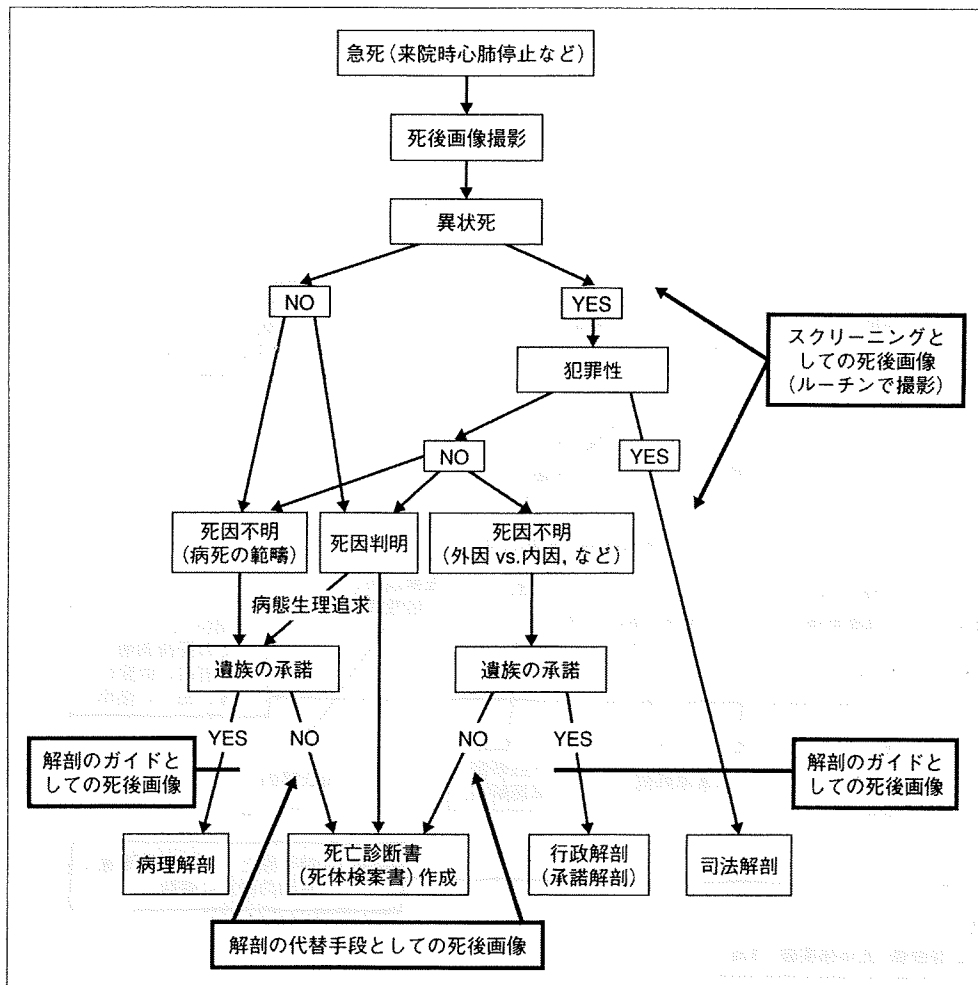 急死(来院時心肺停止など)
死後画像撮影
異状死
NO
YES
スクリーニングと
しての死後画像
(ルーチンで撮影)
犯罪性
NO
YES
死因不明
(病死の範疇)
死因判明
死因不明
(外因 vs.内因, など)
病態生理追求
遺族の承諾
遺族の承諾
YES
NO
NO
YES
解剖のガイドと
しての死後画像
解剖のガイドと
しての死後画像
病理解剖
死亡診断書
(死体検案書)作成
行政解剖
(承諾解剖)
司法解剖
解剖の代替手段としての死後画像